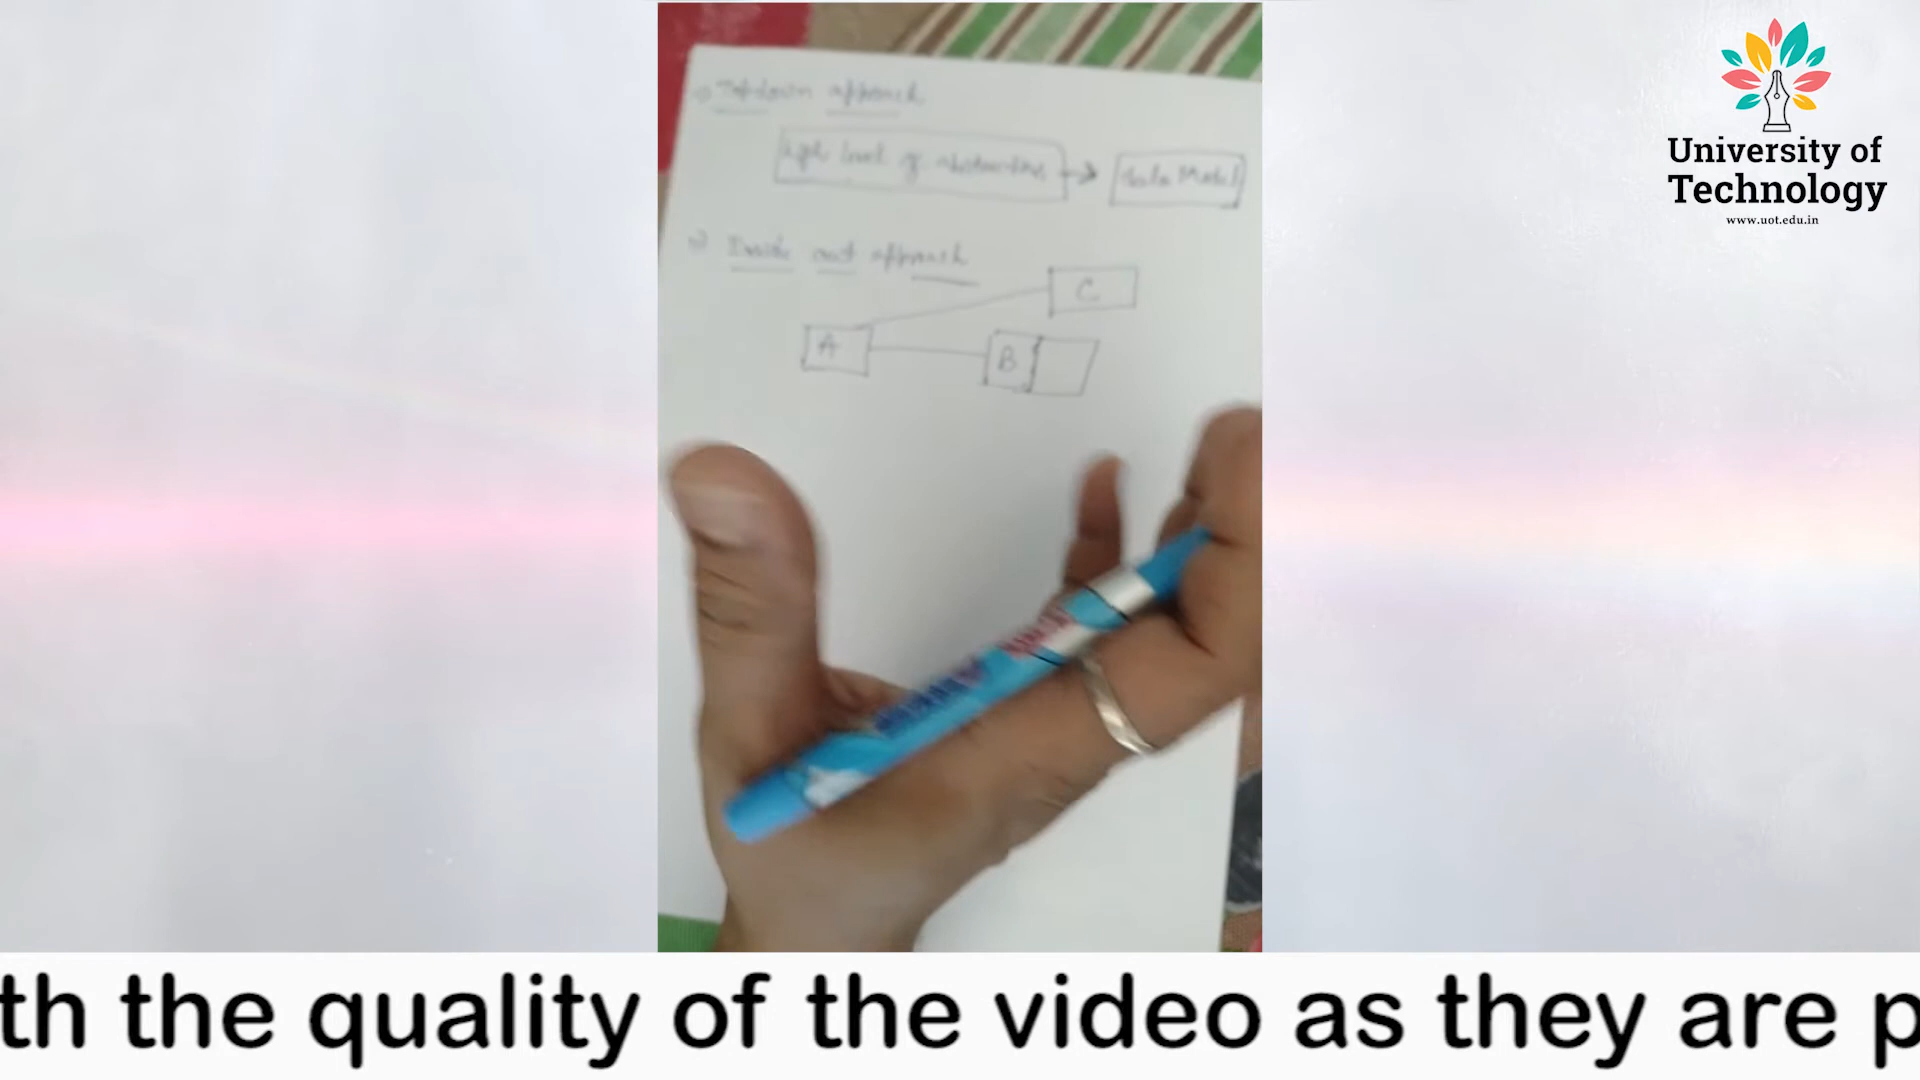 Top down approach
High level of abstraction → Data Model
Inside out approach
C
A
B
University of
Technology
www.uot.edu.in
th the quality of the video as they are p